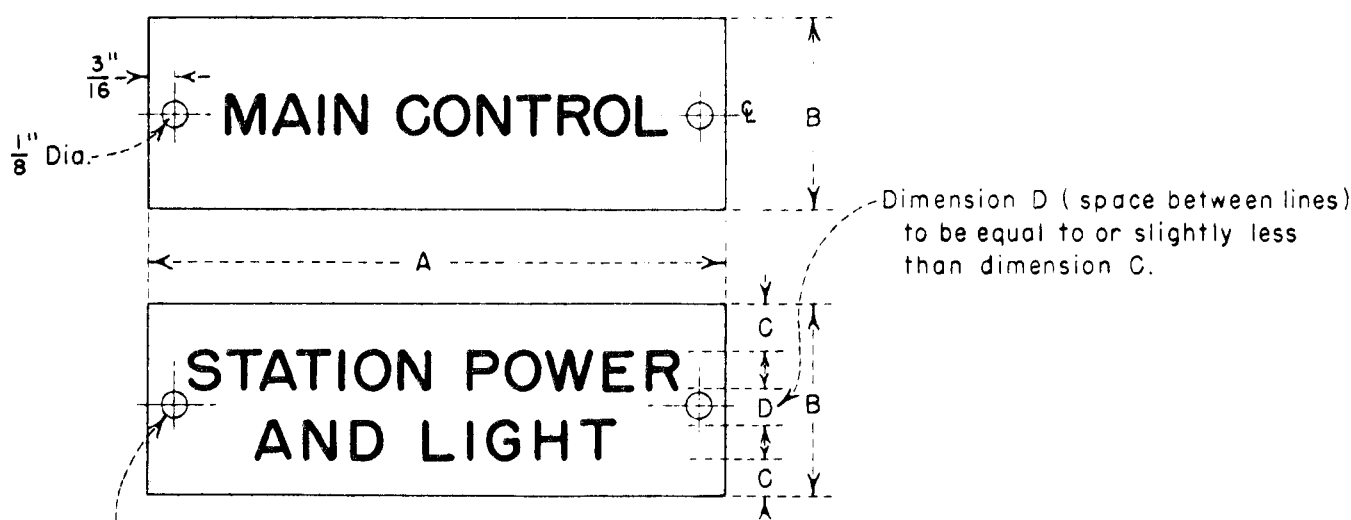 3"
16
1"
8 Dia.
MAIN CONTROL
℄
B
A
Dimension D ( space between lines)
to be equal to or slightly less
than dimension C.
STATION POWER
AND LIGHT
C
D
B
C